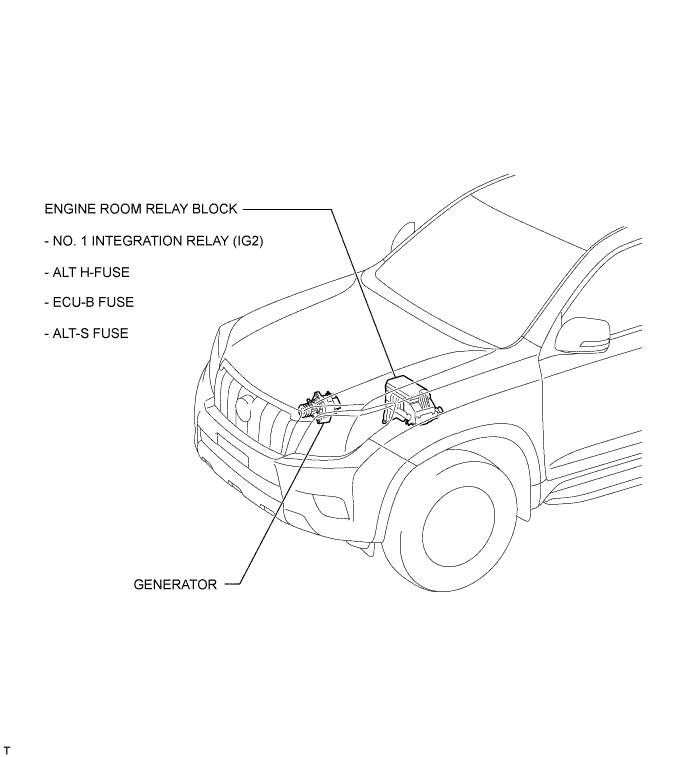 ENGINE ROOM RELAY BLOCK
- NO. 1 INTEGRATION RELAY (IG2)
- ALT H-FUSE
- ECU-B FUSE
- ALT-S FUSE
GENERATOR
T